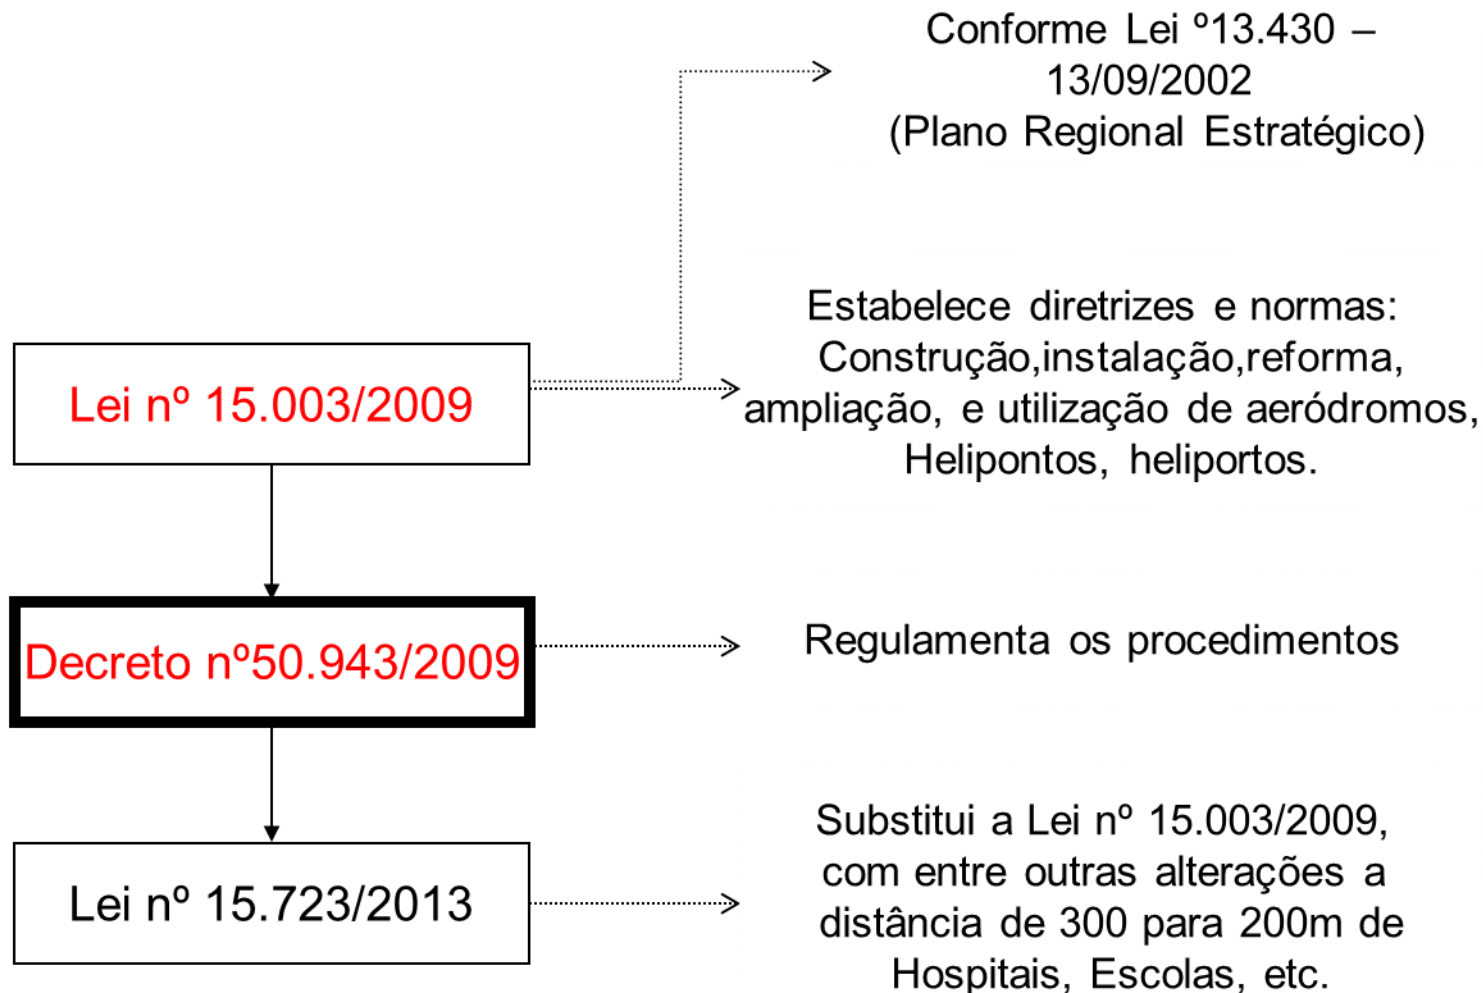 Conforme Lei º13.430 –
13/09/2002
(Plano Regional Estratégico)
Estabelece diretrizes e normas:
Construção,instalação,reforma,
ampliação, e utilização de aeródromos,
Helipontos, heliportos.
Lei nº 15.003/2009
Decreto nº50.943/2009
Regulamenta os procedimentos
Lei nº 15.723/2013
Substitui a Lei nº 15.003/2009,
com entre outras alterações a
distância de 300 para 200m de
Hospitais, Escolas, etc.